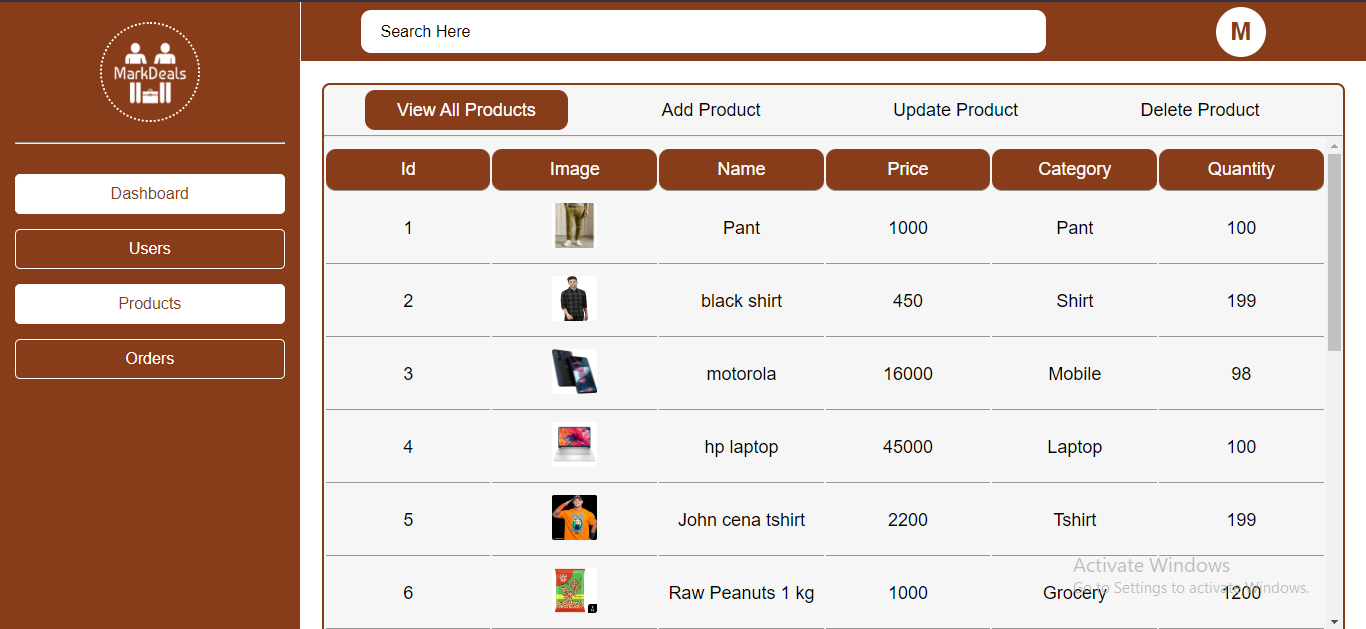 MarkDeals
Search Here
M
Dashboard
Users
Products
Orders
View All Products Add Product Update Product Delete Product
Id Image Name Price Category Quantity
1 Pant 1000 Pant 100
2 black shirt 450 Shirt 199
3 motorola 16000 Mobile 98
4 hp laptop 45000 Laptop 100
5 John cena tshirt 2200 Tshirt 199
6 Raw Peanuts 1 kg 1000 Grocery 1200
Activate Windows
Go to Settings to activate Windows.